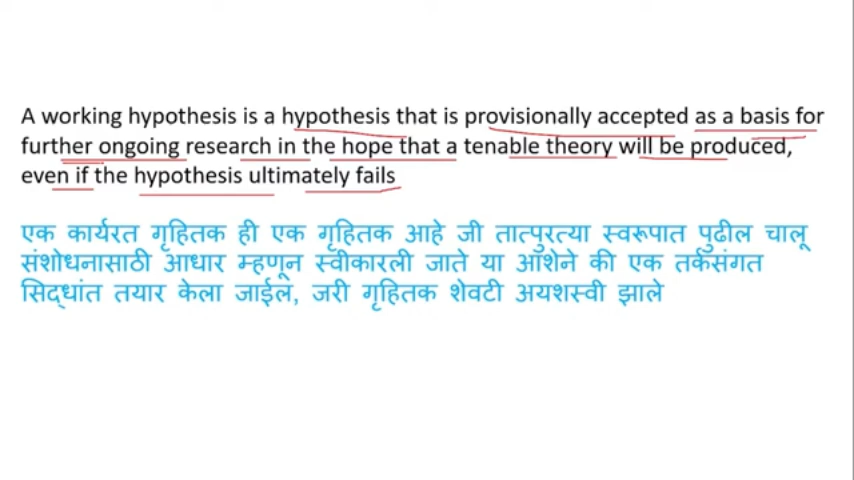 A working hypothesis is a hypothesis that is provisionally accepted as a basis for
further ongoing research in the hope that a tenable theory will be produced,
even if the hypothesis ultimately fails
एक कार्यरत गृहितक ही एक गृहितक आहे जी तात्पुरत्या स्वरूपात पुढील चालू
संशोधनासाठी आधार म्हणून स्वीकारली जाते या आशेने की एक तर्कसंगत
सिद्धांत तयार केला जाईल, जरी गृहितक शेवटी अयशस्वी झाले